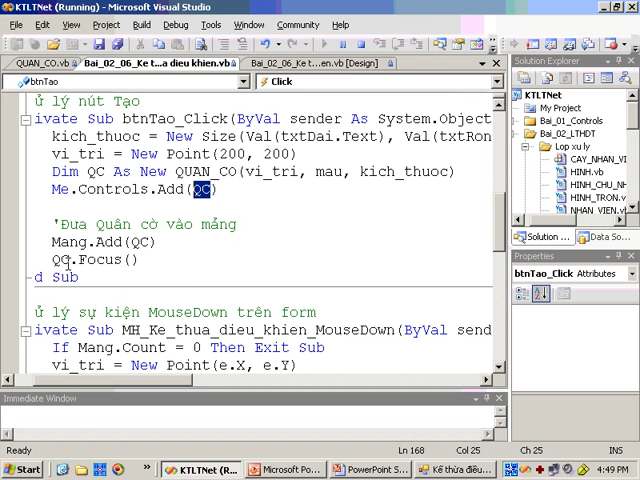 KTLTNet (Running) - Microsoft Visual Studio
File Edit View Project Build Debug Data Tools Window Community Help
QUAN_CO.vb Bai_02_06_Ke t...a dieu khien.vb Bai_02_06_Ke t...en.vb [Design]
Solution Explorer
btnTao Click
ử lý nút Tạo
ivate Sub btnTao_Click(ByVal sender As System.Object
kich_thuoc = New Size(Val(txtDai.Text), Val(txtRon
vi_tri = New Point(200, 200)
Dim QC As New QUAN_CO(vi_tri, mau, kich_thuoc)
Me.Controls.Add(QC)
'Đưa Quân cờ vào mảng
Mang.Add(QC)
QC.Focus()
d Sub
ử lý sự kiện MouseDown trên form
ivate Sub MH_Ke_thua_dieu_khien_MouseDown(ByVal send
If Mang.Count = 0 Then Exit Sub
vi_tri = New Point(e.X, e.Y)
KTLTNet
My Project
Bai_01_Controls
Bai_02_LTHDT
Lop xu ly
CAY_NHAN_VI
HINH.vb
HINH_CHU_NH
HINH_TRON.v
NHAN_VIEN.vb
Solution ... Data So...
Properties
btnTao_Click Attributes
Immediate Window
Ready Ln 168 Col 25 Ch 25 INS
Start KTLTNet (R... Microsoft Po... PowerPoint S... Kế thừa điều... 4:49 PM